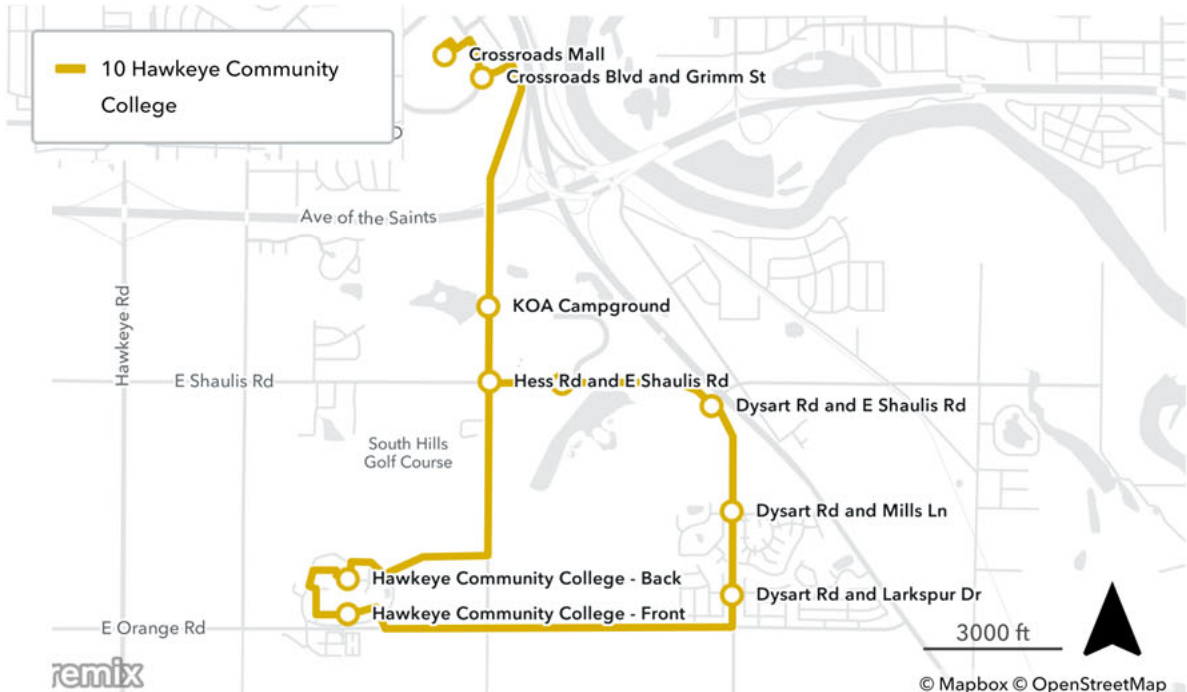 10 Hawkeye Community
College
Crossroads Mall
Crossroads Blvd and Grimm St
Ave of the Saints
Hawkeye Rd
KOA Campground
E Shaulis Rd
Hess Rd and E Shaulis Rd
Dysart Rd and E Shaulis Rd
South Hills
Golf Course
Dysart Rd and Mills Ln
Hawkeye Community College - Back
Dysart Rd and Larkspur Dr
Hawkeye Community College - Front
E Orange Rd
3000 ft
remix
© Mapbox © OpenStreetMap